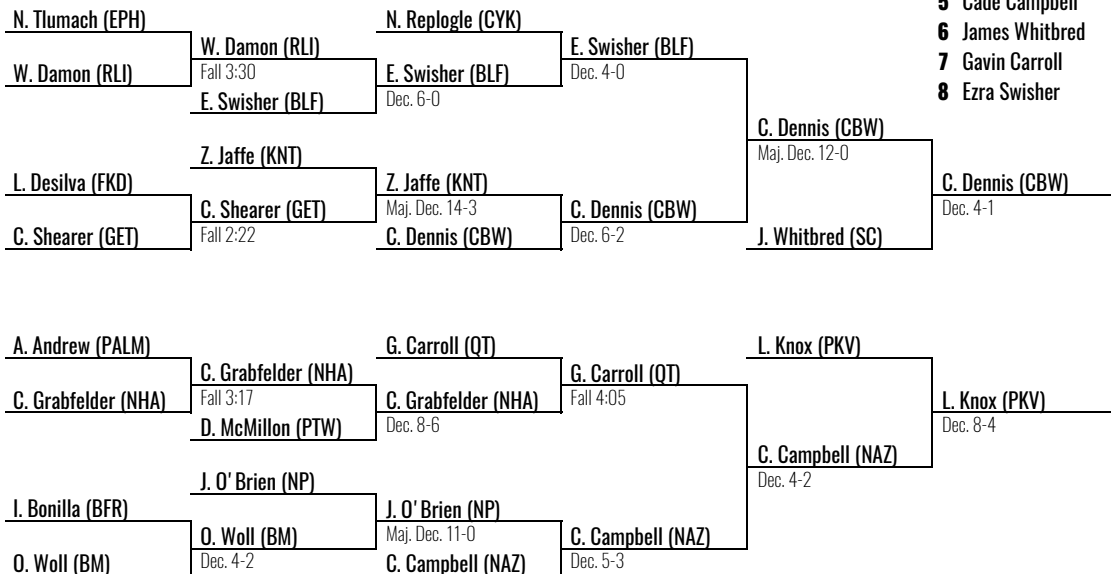 5 Cade Campbell
6 James Whitbred
7 Gavin Carroll
8 Ezra Swisher
N. Tlumach (EPH)
W. Damon (RLI)
W. Damon (RLI)
Fall 3:30
E. Swisher (BLF)
N. Replogle (CYK)
E. Swisher (BLF)
Dec. 6-0
E. Swisher (BLF)
Dec. 4-0
Z. Jaffe (KNT)
L. Desilva (FKD)
C. Shearer (GET)
C. Shearer (GET)
Fall 2:22
Z. Jaffe (KNT)
Maj. Dec. 14-3
C. Dennis (CBW)
C. Dennis (CBW)
Dec. 6-2
C. Dennis (CBW)
Maj. Dec. 12-0
J. Whitbred (SC)
C. Dennis (CBW)
Dec. 4-1
A. Andrew (PALM)
C. Grabfelder (NHA)
C. Grabfelder (NHA)
Fall 3:17
D. McMillon (PTW)
G. Carroll (QT)
C. Grabfelder (NHA)
Dec. 8-6
G. Carroll (QT)
Fall 4:05
J. O'Brien (NP)
I. Bonilla (BFR)
O. Woll (BM)
O. Woll (BM)
Dec. 4-2
J. O'Brien (NP)
Maj. Dec. 11-0
C. Campbell (NAZ)
C. Campbell (NAZ)
Dec. 5-3
L. Knox (PKV)
C. Campbell (NAZ)
Dec. 4-2
L. Knox (PKV)
Dec. 8-4